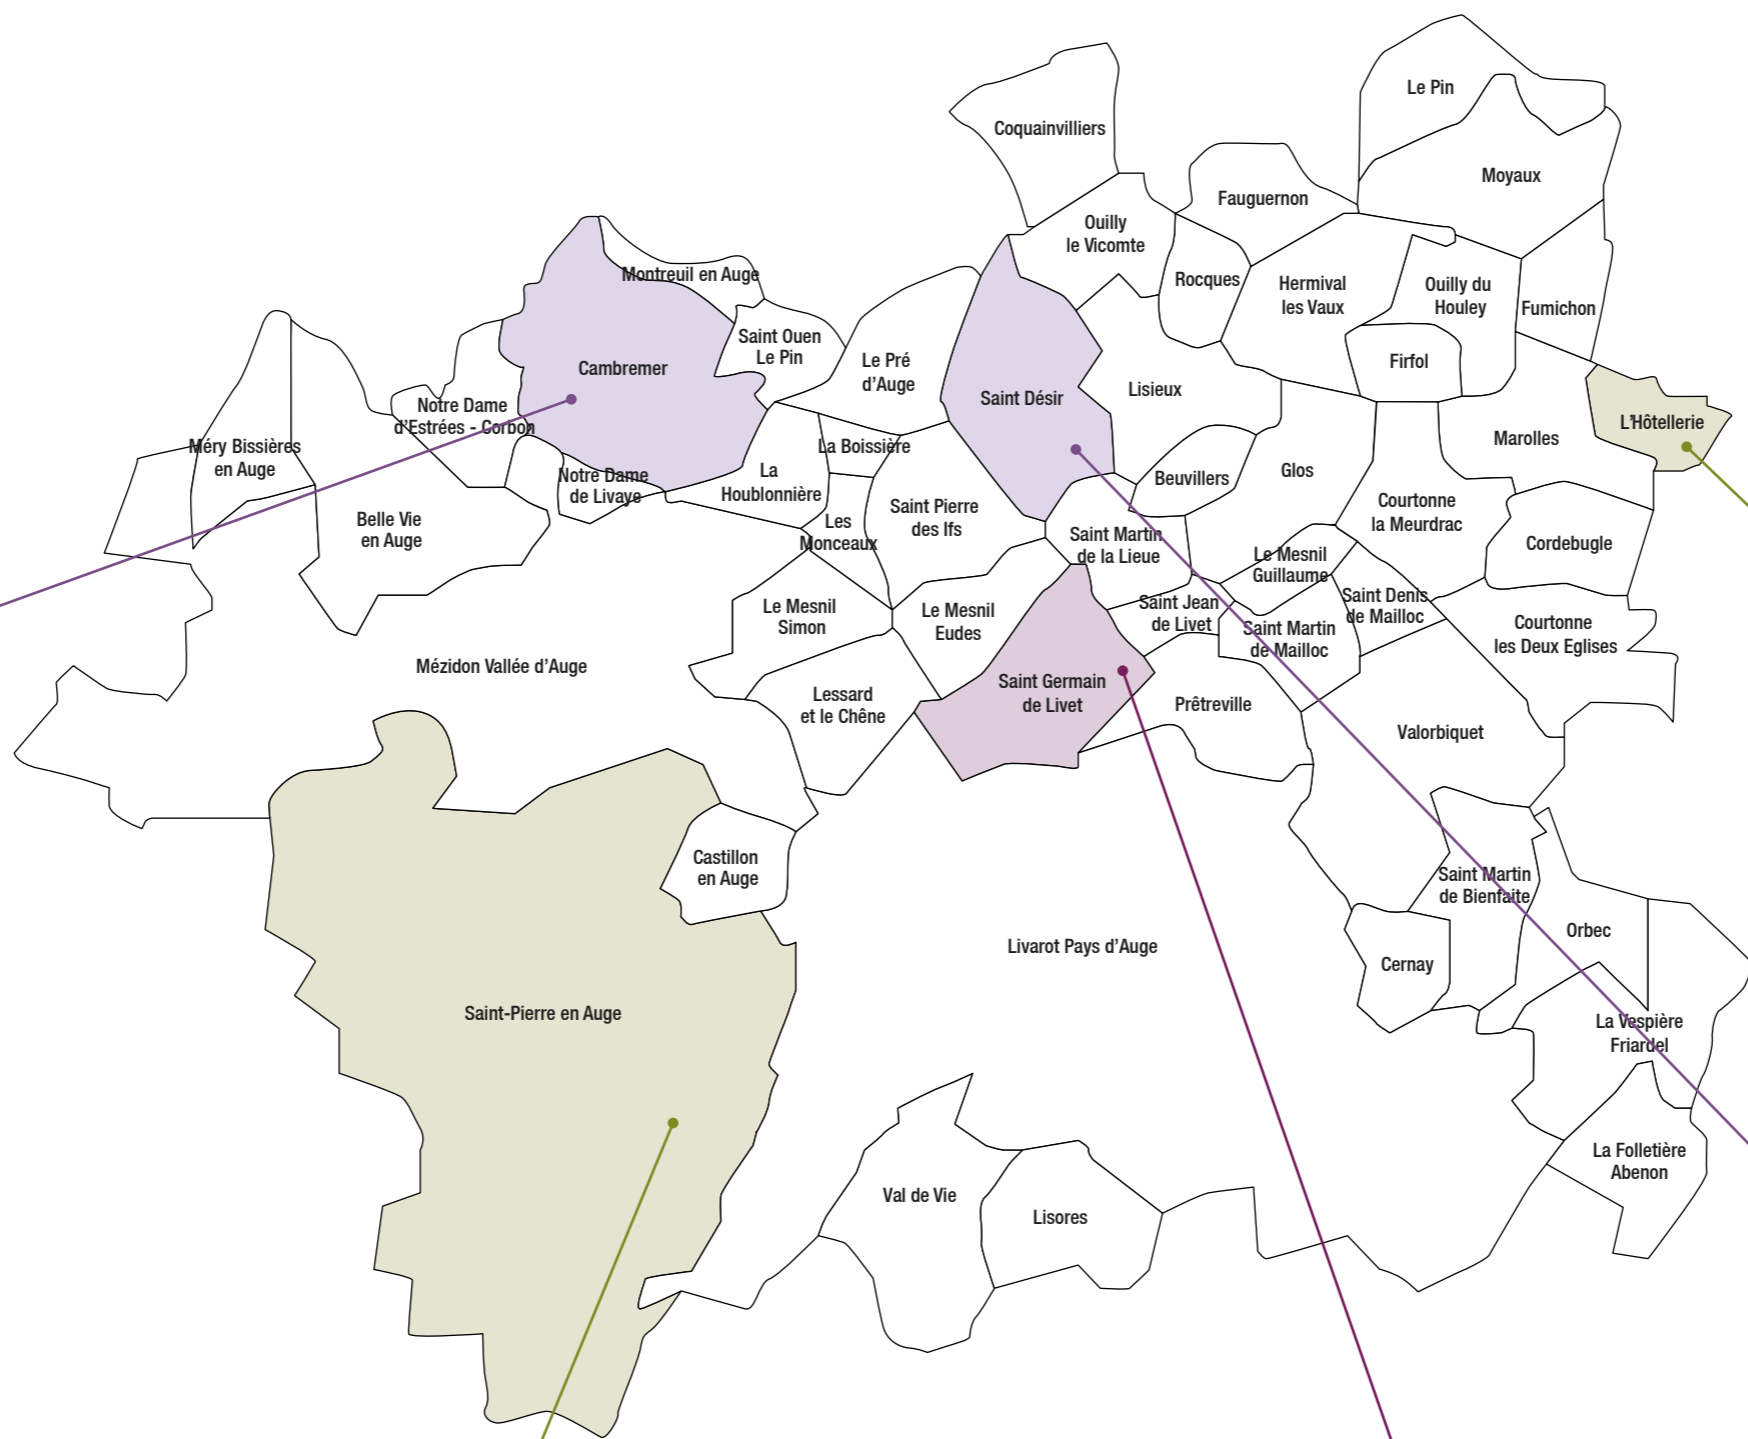 Le Pin
Coquainvilliers
Moyaux
Fauguernon
Ouilly
le Vicomte
Montreuil en Auge
Rocques
Hermival
les Vaux
Ouilly du
Houley
Fumichon
Saint Ouen
Le Pin
Le Pré
d'Auge
Cambremer
Firfol
Lisieux
Saint Désir
Notre Dame
d'Estrées - Corbon
L'Hôtellerie
Marolles
Méry Bissières
en Auge
La Boissière
Notre Dame
de Livaye
La
Houblonnière
Beuvillers
Glos
Courtonne
la Meurdrac
Belle Vie
en Auge
Les
Monceaux
Saint Pierre
des Ifs
Saint Martin
de la Lieue
Cordebugle
Le Mesnil
Guillaume
Le Mesnil
Simon
Le Mesnil
Eudes
Saint Jean
de Livet
Saint Denis
de Mailloc
Saint Martin
de Mailloc
Courtonne
les Deux Eglises
Mézidon Vallée d'Auge
Lessard
et le Chêne
Saint Germain
de Livet
Prêtreville
Valorbiquet
Castillon
en Auge
Saint Martin
de Bienfaite
Livarot Pays d'Auge
Orbec
Cernay
Saint-Pierre en Auge
La Vespière
Friardel
La Folletière
Abenon
Val de Vie
Lisores